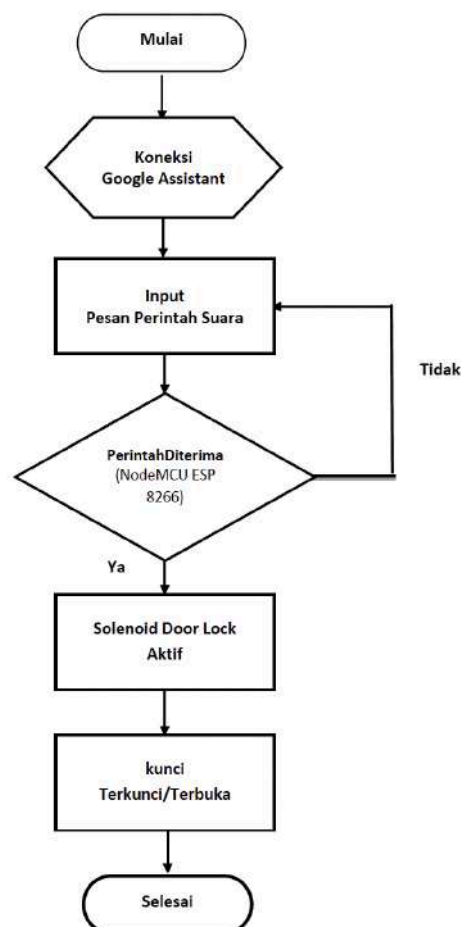 Mulai
Koneksi
Google Assistant
Input
Pesan Perintah Suara
Tidak
PerintahDiterima
(NodeMCU ESP
8266)
Ya
Solenoid Door Lock
Aktif
kunci
Terkunci/Terbuka
Selesai